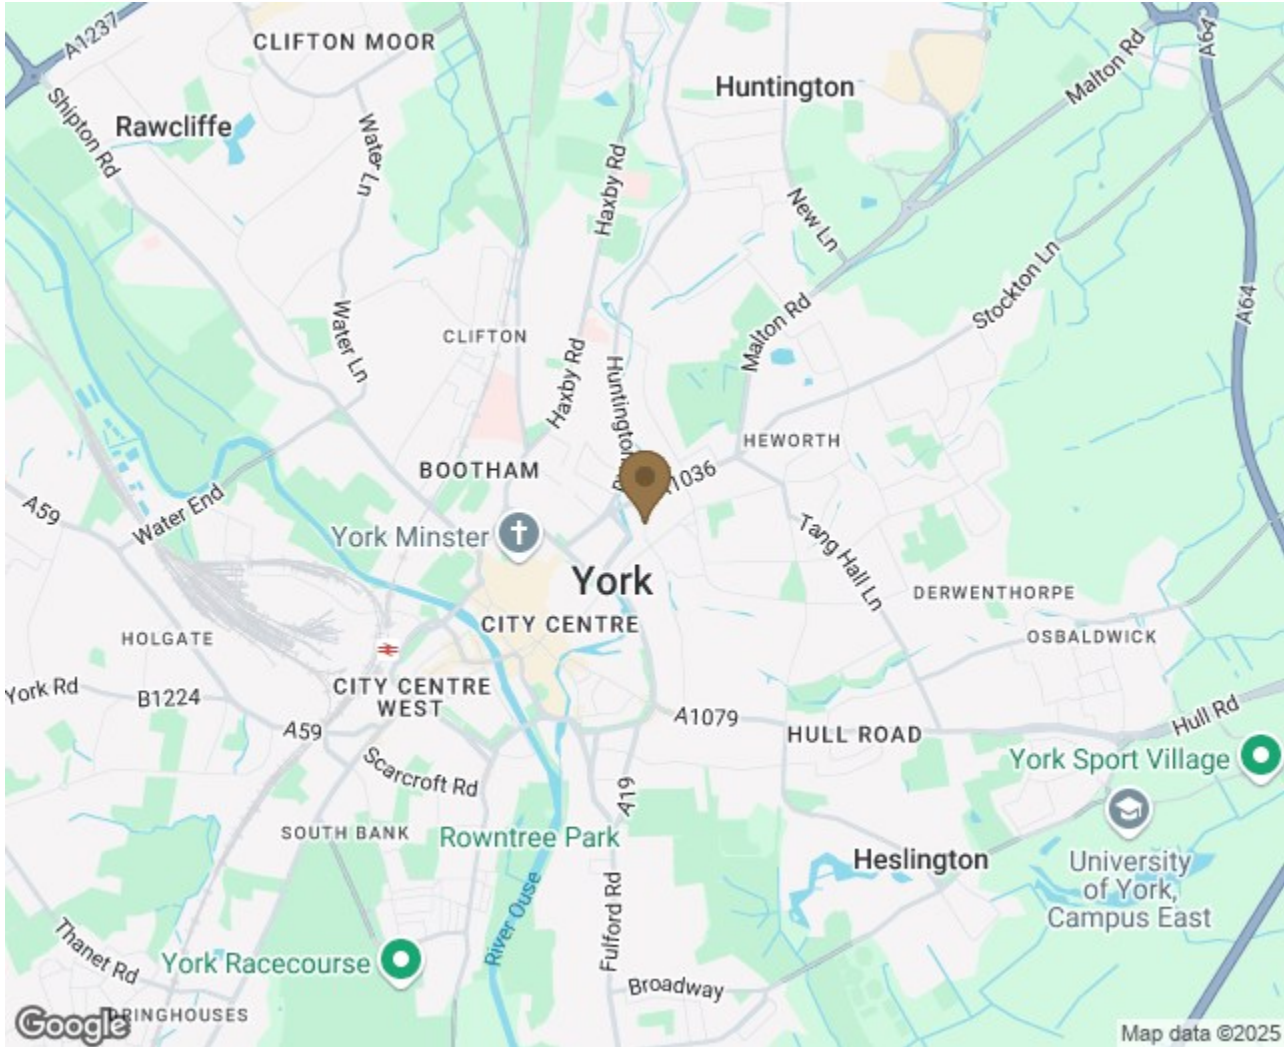 A1237
CLIFTON MOOR
Huntington
Malton Rd
A64
Shipton Rd
Rawcliffe
Water Ln
Haxby Rd
New Ln
Stockton Ln
A64
Water Ln
CLIFTON
Haxby Rd
Huntington
Malton Rd
HEWORTH
BOOTHAM
A1036
A59
Water End
York Minster
Tang Hall Ln
York
CITY CENTRE
DERWENTHORPE
OSBALDWICK
HOLGATE
York Rd
B1224
CITY CENTRE
WEST
A59
A1079
HULL ROAD
Hull Rd
York Sport Village
Scarcroft Rd
A19
SOUTH BANK
Rowntree Park
Heslington
University
of York,
Campus East
River Ouse
Fulford Rd
Thanet Rd
York Racecourse
Broadway
Google
Map data ©2025